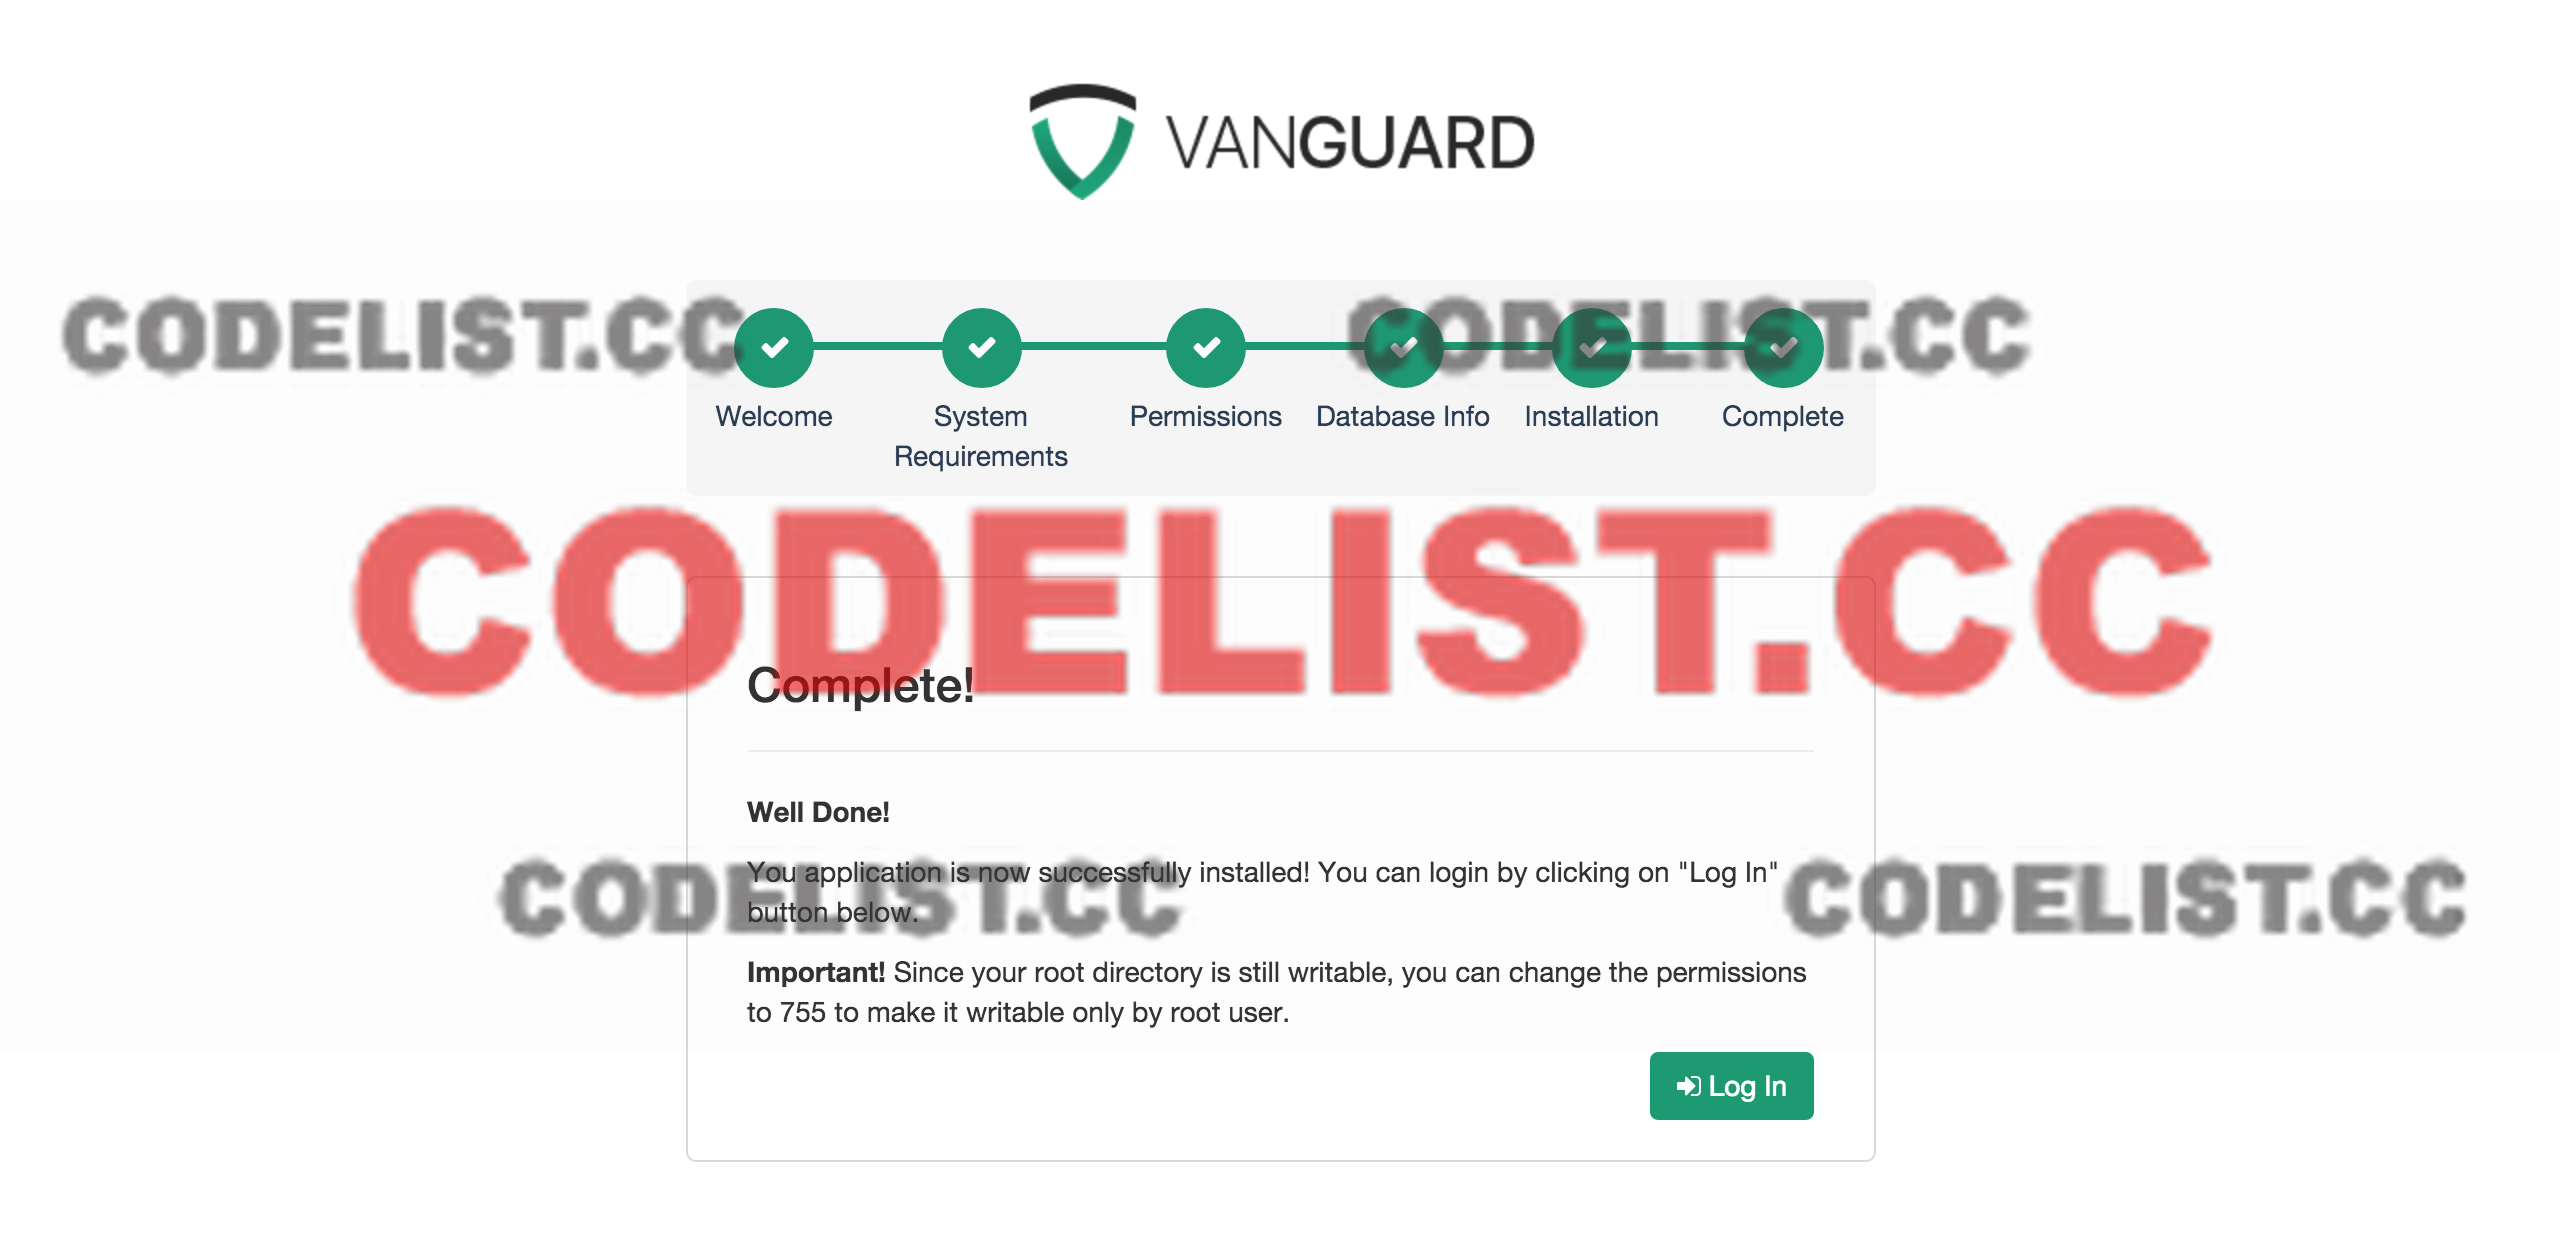 VANGUARD
CODELIST.CC CODELIST.CC
Welcome System Permissions Database Info Installation Complete
Requirements
CODELIST.CC
Complete!
Well Done!
You application is now successfully installed! You can login by clicking on "Log In"
CODELIST.CC CODELIST.CC
button below.
Important! Since your root directory is still writable, you can change the permissions
to 755 to make it writable only by root user.
Log In